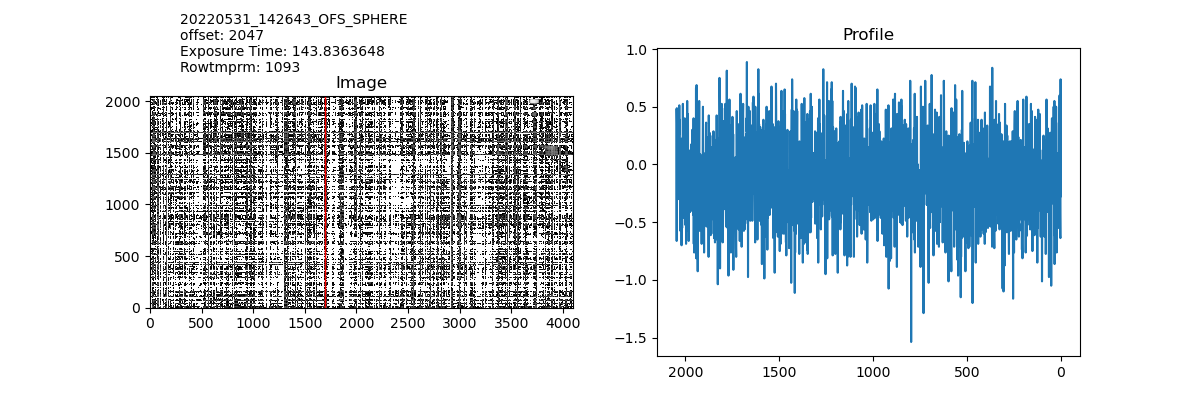 20220531_142643_OFS_SPHERE
offset: 2047
Exposure Time: 143.8363648
Rowtmprm: 1093
Image
2000
1500
1000
500
0
0 500 1000 1500 2000 2500 3000 3500 4000
Profile
1.0
0.5
0.0
−0.5
−1.0
−1.5
2000 1500 1000 500 0